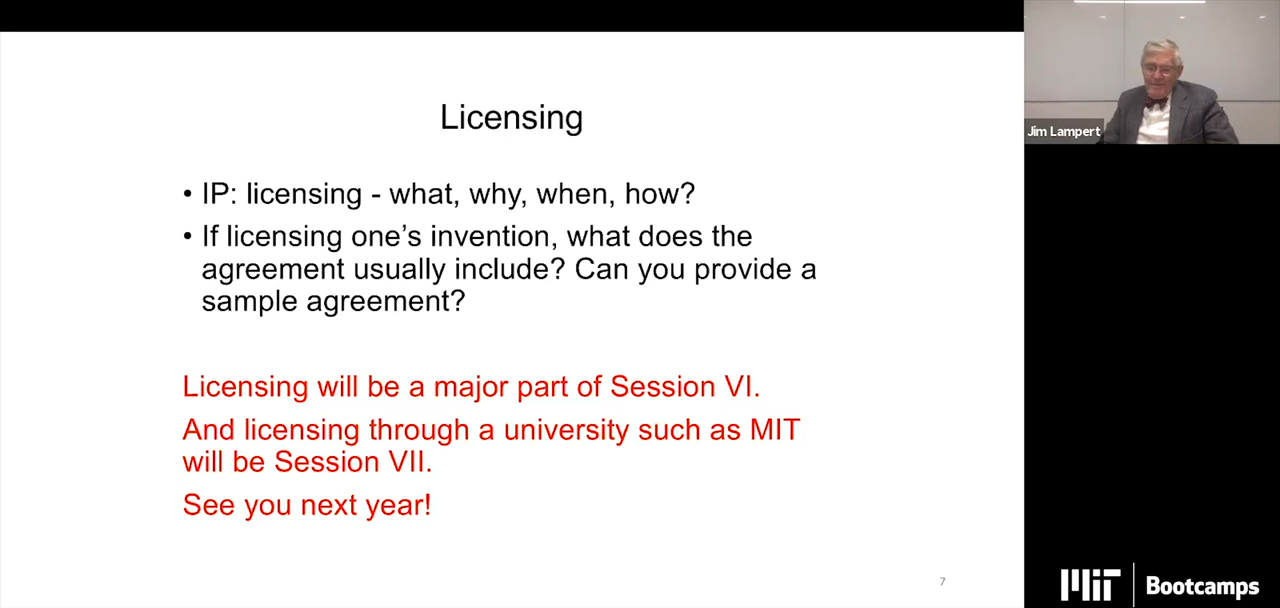 Licensing
• IP: licensing - what, why, when, how?
• If licensing one's invention, what does the
agreement usually include? Can you provide a
sample agreement?
Licensing will be a major part of Session VI.
And licensing through a university such as MIT
will be Session VII.
See you next year!
7
Jim Lampert
MIT Bootcamps